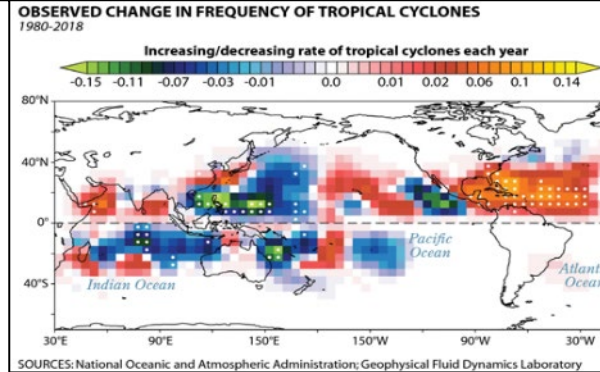 OBSERVED CHANGE IN FREQUENCY OF TROPICAL CYCLONES
1980-2018
Increasing/decreasing rate of tropical cyclones each year
-0.15 -0.11 -0.07 -0.03 -0.01 0.0 0.01 0.02 0.06 0.1 0.14
80°N
40°N
0°
40°S
Pacific
Ocean
Atlant
Ocean
Indian Ocean
30°E 90°E 150°E 150°W 90°W 30°W
SOURCES: National Oceanic and Atmospheric Administration; Geophysical Fluid Dynamics Laboratory